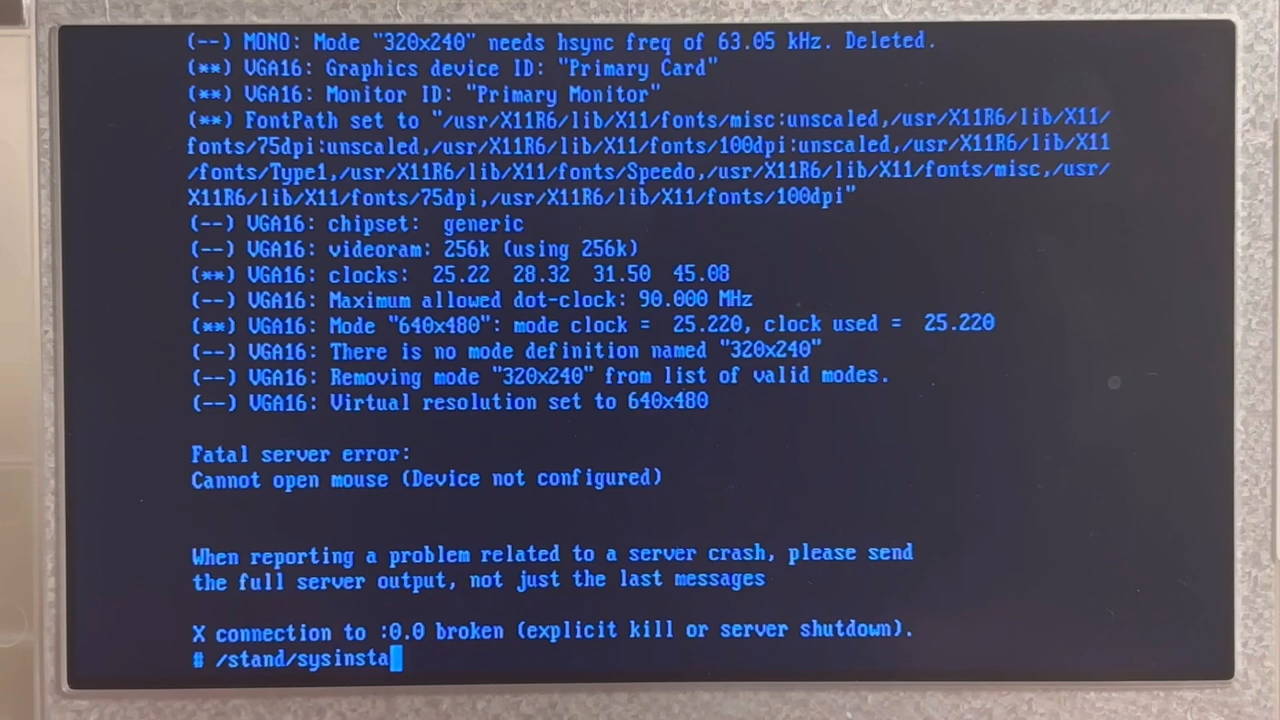 (--) MONO: Mode "320x240" needs hsync freq of 63.05 kHz. Deleted.
(**) VGA16: Graphics device ID: "Primary Card"
(**) VGA16: Monitor ID: "Primary Monitor"
(**) FontPath set to "/usr/X11R6/lib/X11/fonts/misc:unscaled,/usr/X11R6/lib/X11/
fonts/75dpi:unscaled,/usr/X11R6/lib/X11/fonts/100dpi:unscaled,/usr/X11R6/lib/X11
/fonts/Type1,/usr/X11R6/lib/X11/fonts/Speedo,/usr/X11R6/lib/X11/fonts/misc,/usr/
X11R6/lib/X11/fonts/75dpi,/usr/X11R6/lib/X11/fonts/100dpi"
(--) VGA16: chipset:  generic
(--) VGA16: videoram: 256k (using 256k)
(**) VGA16: clocks:  25.22  28.32  31.50  45.08
(--) VGA16: Maximum allowed dot-clock: 90.000 MHz
(**) VGA16: Mode "640x480": mode clock =  25.220, clock used =  25.220
(--) VGA16: There is no mode definition named "320x240"
(--) VGA16: Removing mode "320x240" from list of valid modes.
(--) VGA16: Virtual resolution set to 640x480
Fatal server error:
Cannot open mouse (Device not configured)
When reporting a problem related to a server crash, please send
the full server output, not just the last messages
X connection to :0.0 broken (explicit kill or server shutdown).
# /stand/sysinsta